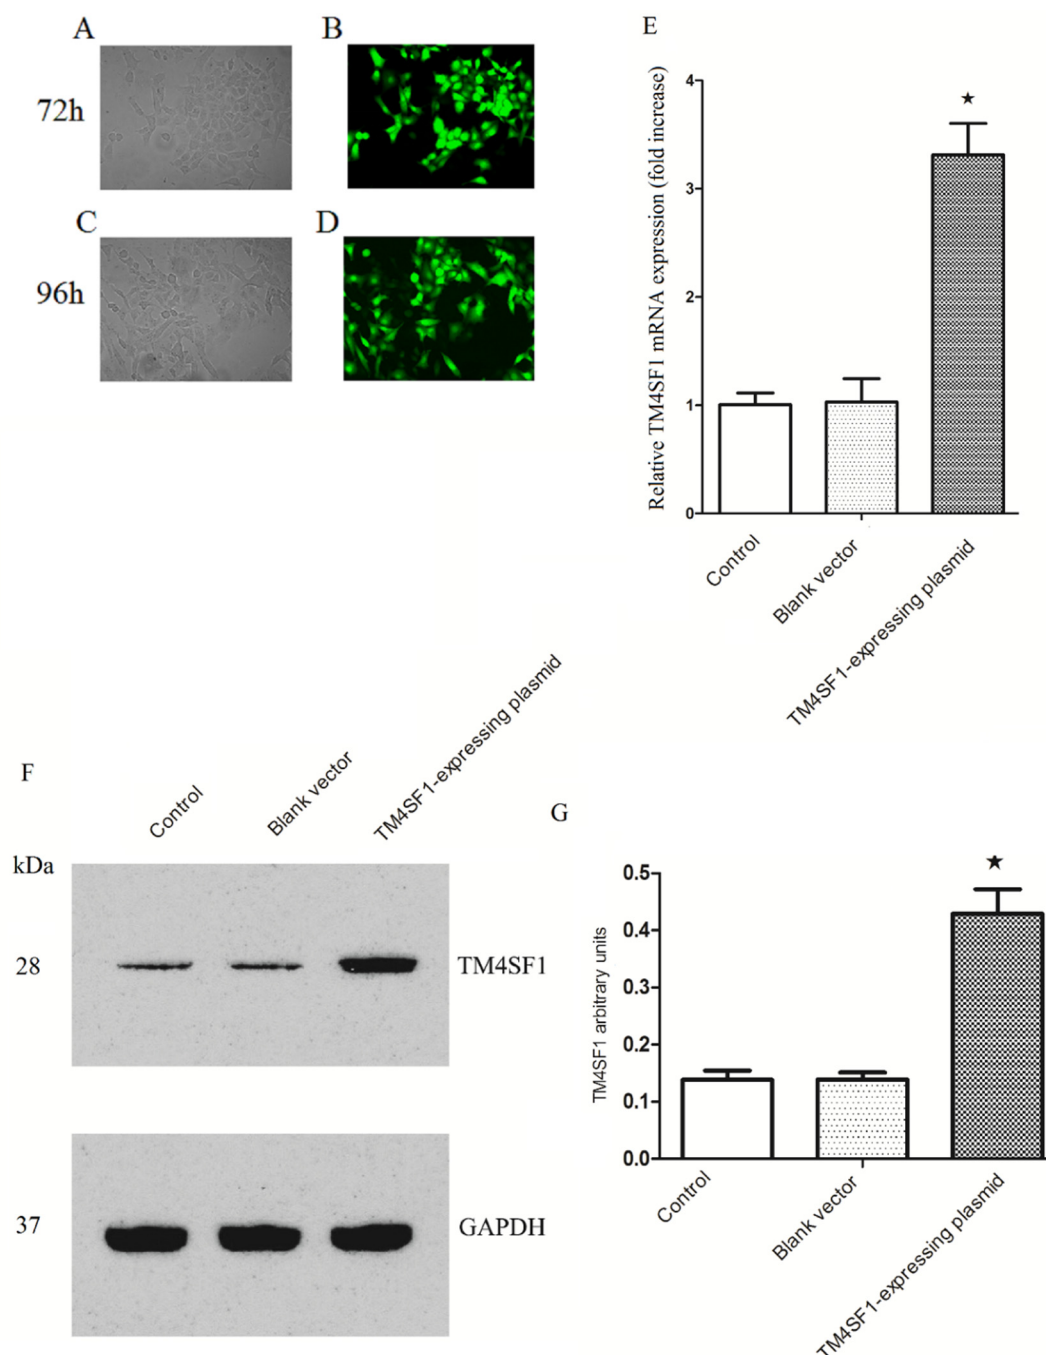 A
B
72h
C
D
96h
E
Relative TM4SF1 mRNA expression (fold increase)
4
3
2
1
0
Control
Blank vector
TM4SF1-expressing plasmid
F
Control
Blank vector
TM4SF1-expressing plasmid
kDa
28
TM4SF1
37
GAPDH
G
TM4SF1 arbitrary units
0.5
0.4
0.3
0.2
0.1
0.0
Control
Blank vector
TM4SF1-expressing plasmid